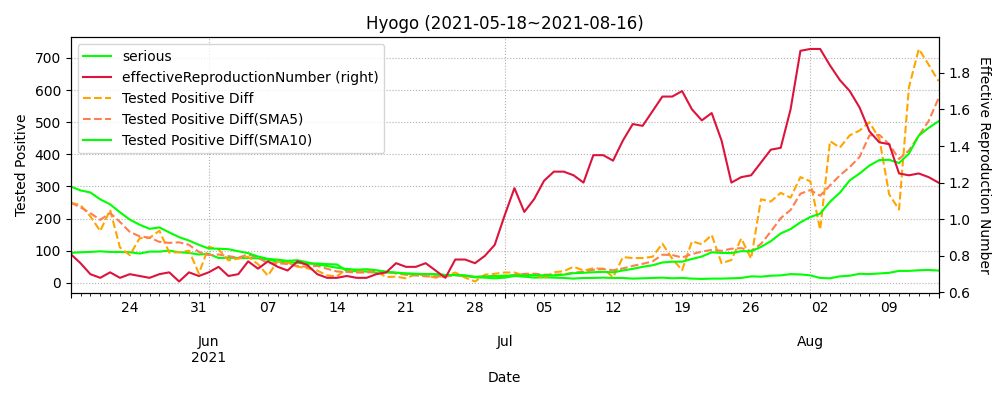 Hyogo (2021-05-18~2021-08-16)
serious
effectiveReproductionNumber (right)
Tested Positive Diff
Tested Positive Diff(SMA5)
Tested Positive Diff(SMA10)
Tested Positive
700
600
500
400
300
200
100
0
Effective Reproduction Number
1.8
1.6
1.4
1.2
1.0
0.8
0.6
24 31 07 14 21 28 05 12 19 26 02 09
Jun Jul Aug
2021
Date